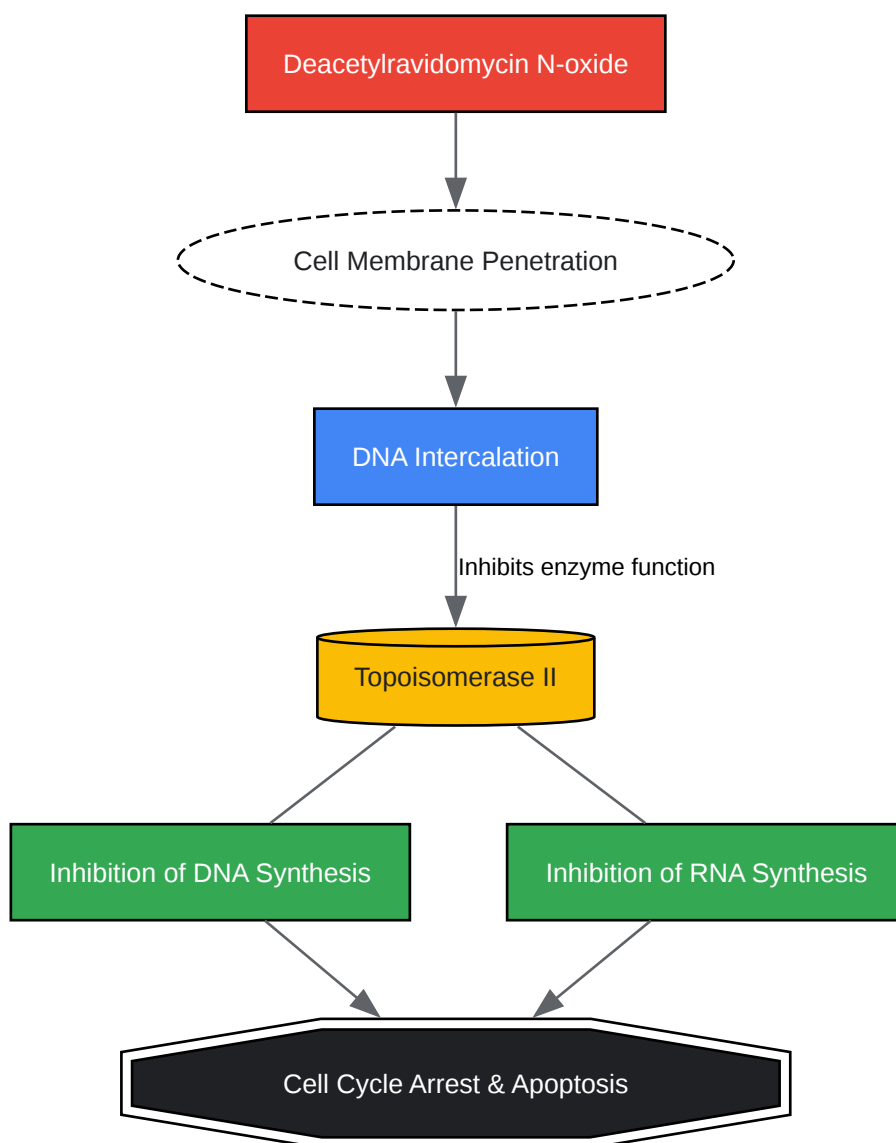 Deacetylravidomycin N-oxide
Cell Membrane Penetration
DNA Intercalation
Inhibits enzyme function
Topoisomerase II
Inhibition of DNA Synthesis
Inhibition of RNA Synthesis
Cell Cycle Arrest & Apoptosis